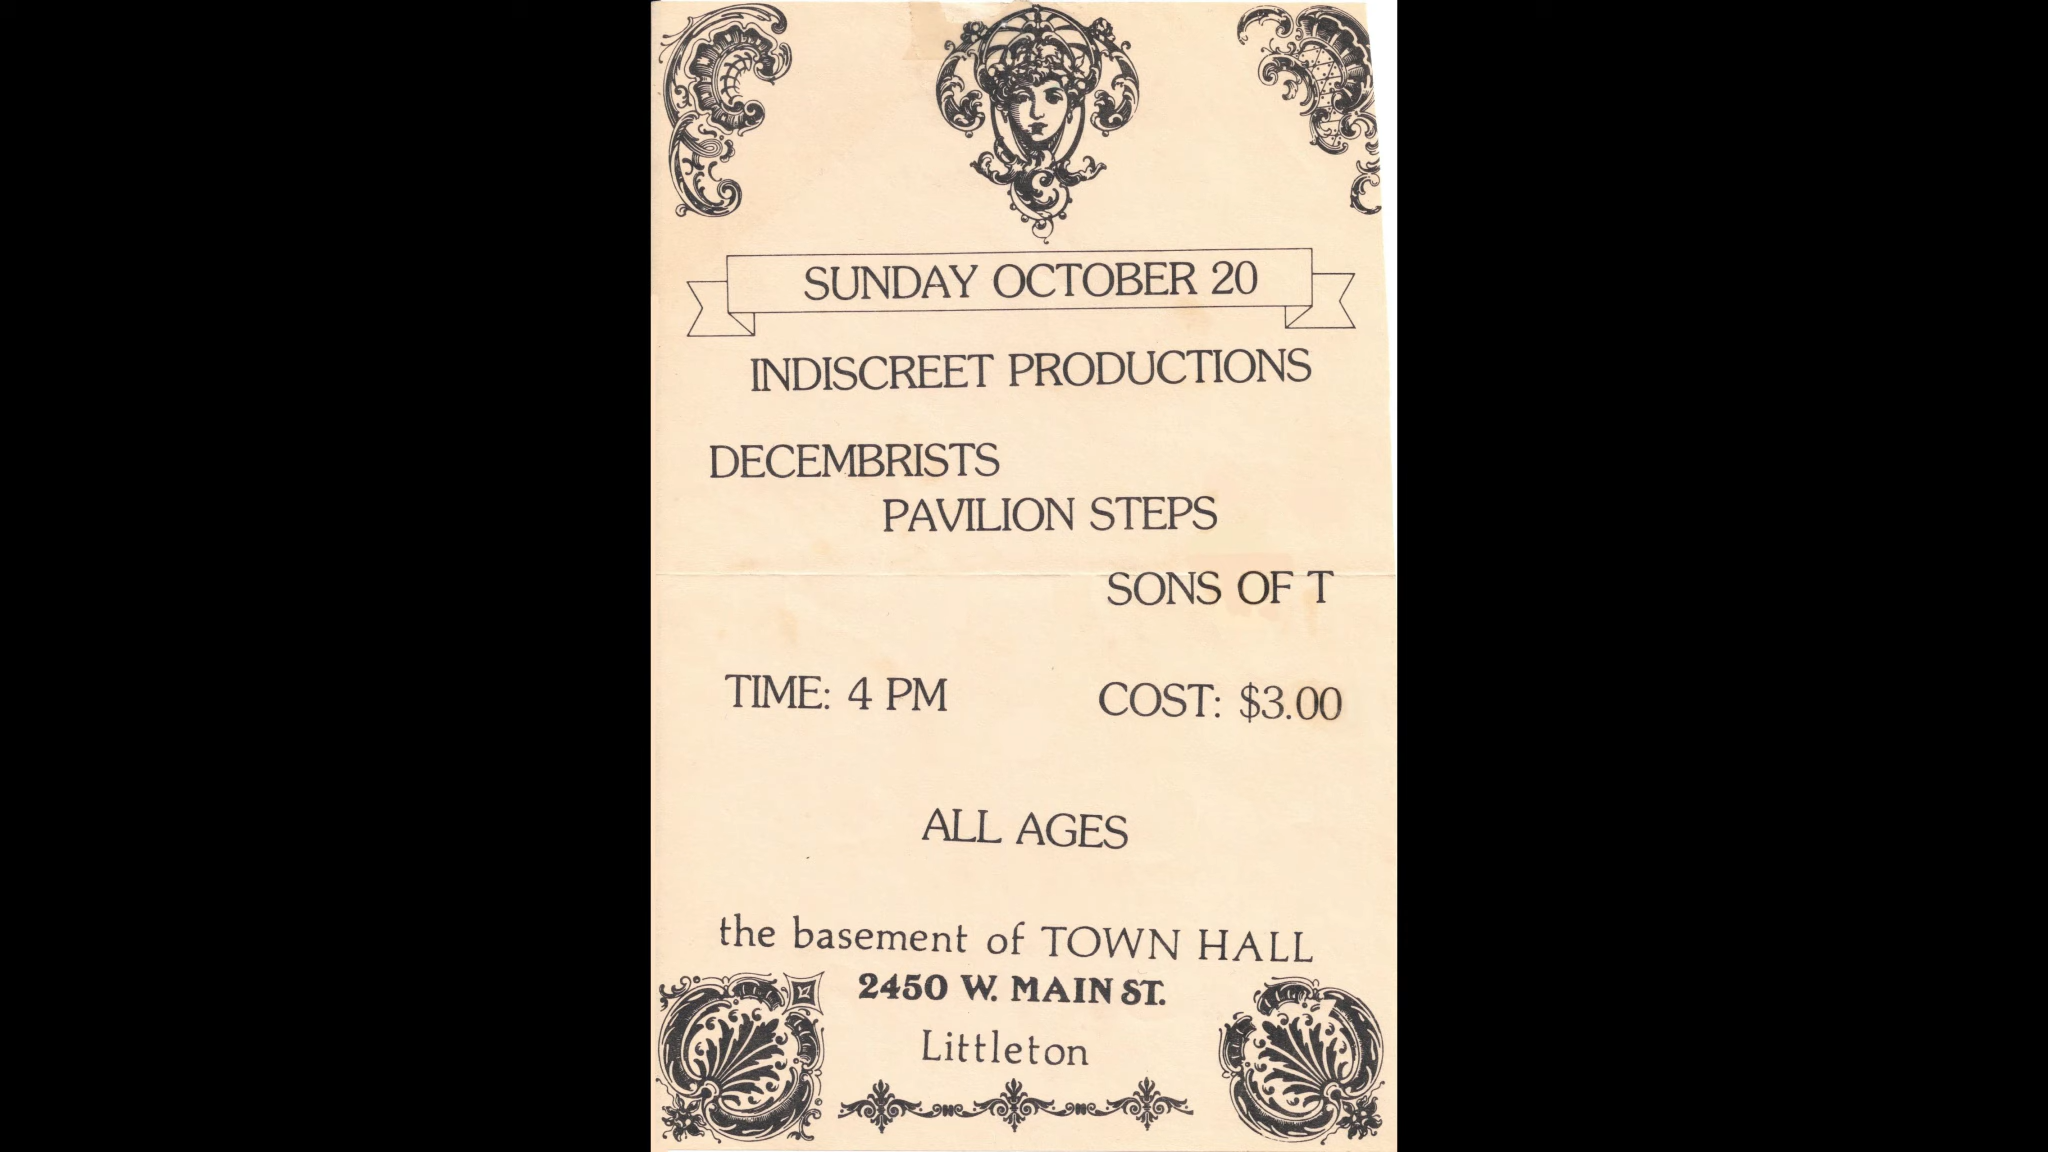 SUNDAY OCTOBER 20
INDISCREET PRODUCTIONS
DECEMBRISTS
PAVILION STEPS
SONS OF T
TIME: 4 PM COST: $3.00
ALL AGES
the basement of TOWN HALL
2450 W. MAIN ST.
Littleton